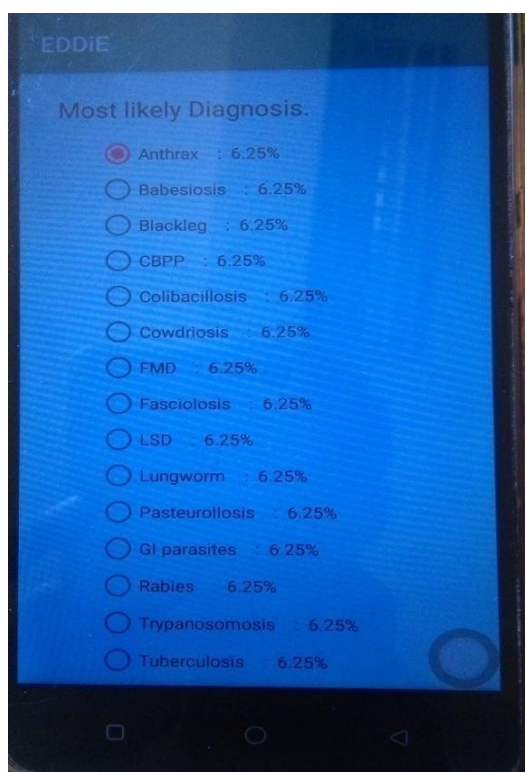 EDDiE
Most likely Diagnosis.
Anthrax : 6.25%
Babesiosis : 6.25%
Blackleg : 6.25%
CBPP : 6.25%
Colibacillosis : 6.25%
Cowdriosis : 6.25%
FMD : 6.25%
Fasciolosis : 6.25%
LSD : 6.25%
Lungworm : 6.25%
Pasteurollosis : 6.25%
GI parasites : 6.25%
Rabies : 6.25%
Trypanosomosis : 6.25%
Tuberculosis : 6.25%